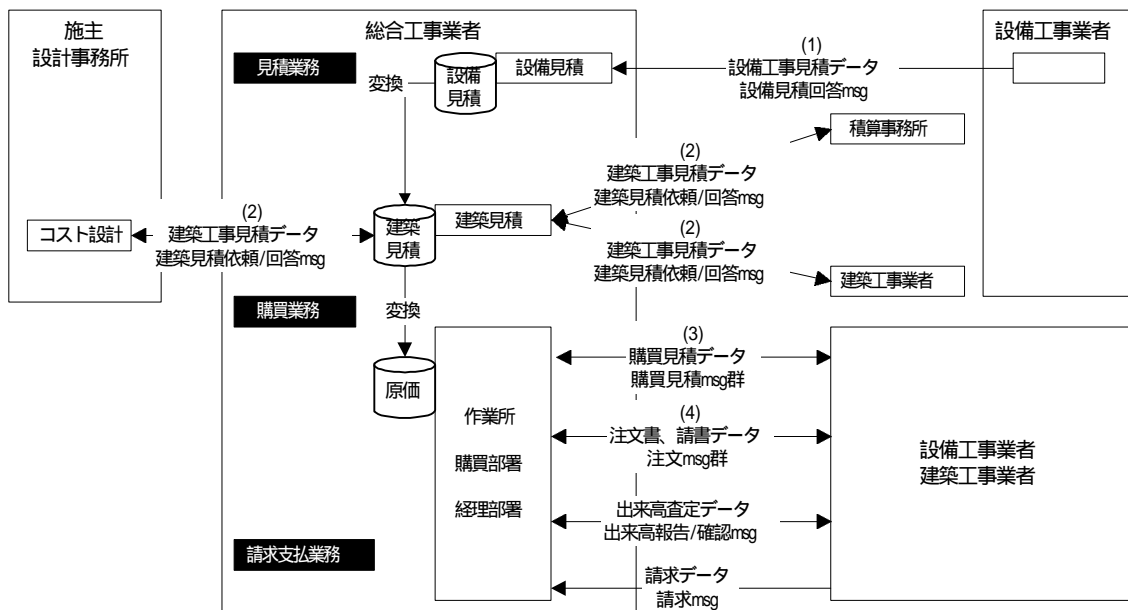 施主
設計事務所
総合工事業者
設備工事業者
見積業務
設備
見積
設備見積
変換
(1)
設備工事見積データ
設備見積回答msg
積算事務所
(2)
建築工事見積データ
建築見積依頼/回答msg
コスト設計
(2)
建築工事見積データ
建築見積依頼/回答msg
建築
見積
建築見積
(2)
建築工事見積データ
建築見積依頼/回答msg
建築工事業者
購買業務
変換
原価
作業所
購買部署
経理部署
(3)
購買見積データ
購買見積msg群
(4)
注文書、請書データ
注文msg群
設備工事業者
建築工事業者
出来高査定データ
出来高報告/確認msg
請求支払業務
請求データ
請求msg